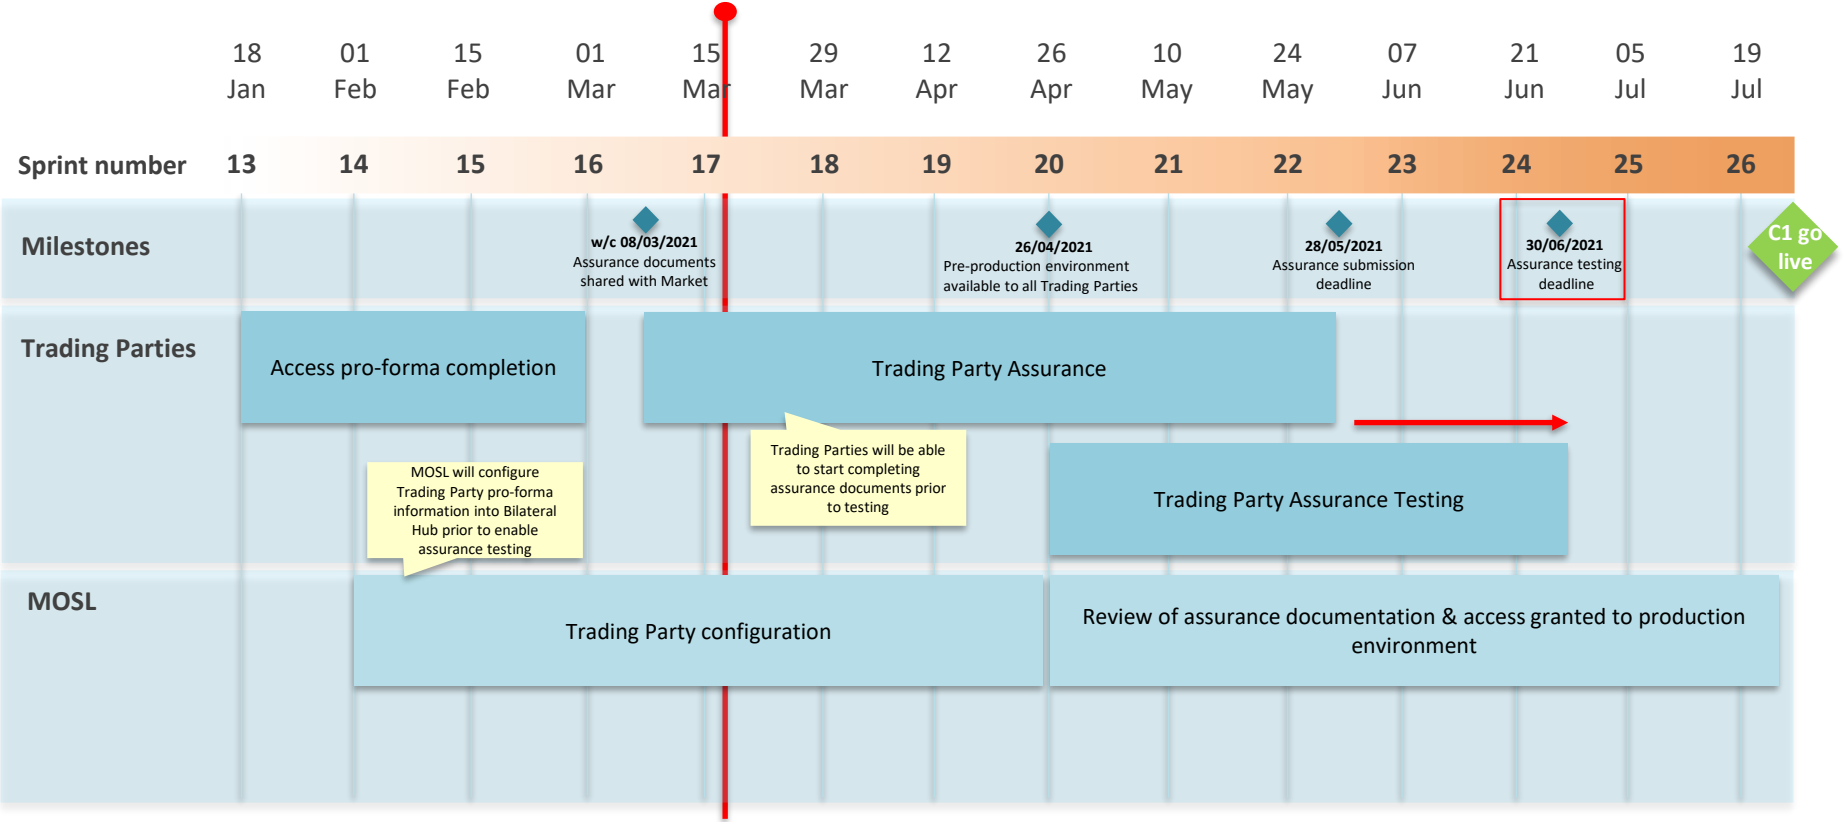 18 01 15 01 15 29 12 26 10 24 07 21 05 19
Jan Feb Feb Mar Mar Mar Apr Apr May May Jun Jun Jul Jul
Sprint number 13 14 15 16 17 18 19 20 21 22 23 24 25 26
Milestones
w/c 08/03/2021
Assurance documents
shared with Market
26/04/2021
Pre-production environment
available to all Trading Parties
28/05/2021
Assurance submission
deadline
30/06/2021
Assurance testing
deadline
C1 go
live
Trading Parties
Access pro-forma completion
Trading Party Assurance
Trading Parties will be able
to start completing
assurance documents prior
to testing
MOSL will configure
Trading Party pro-forma
information into Bilateral
Hub prior to enable
assurance testing
Trading Party Assurance Testing
MOSL
Trading Party configuration
Review of assurance documentation & access granted to production
environment